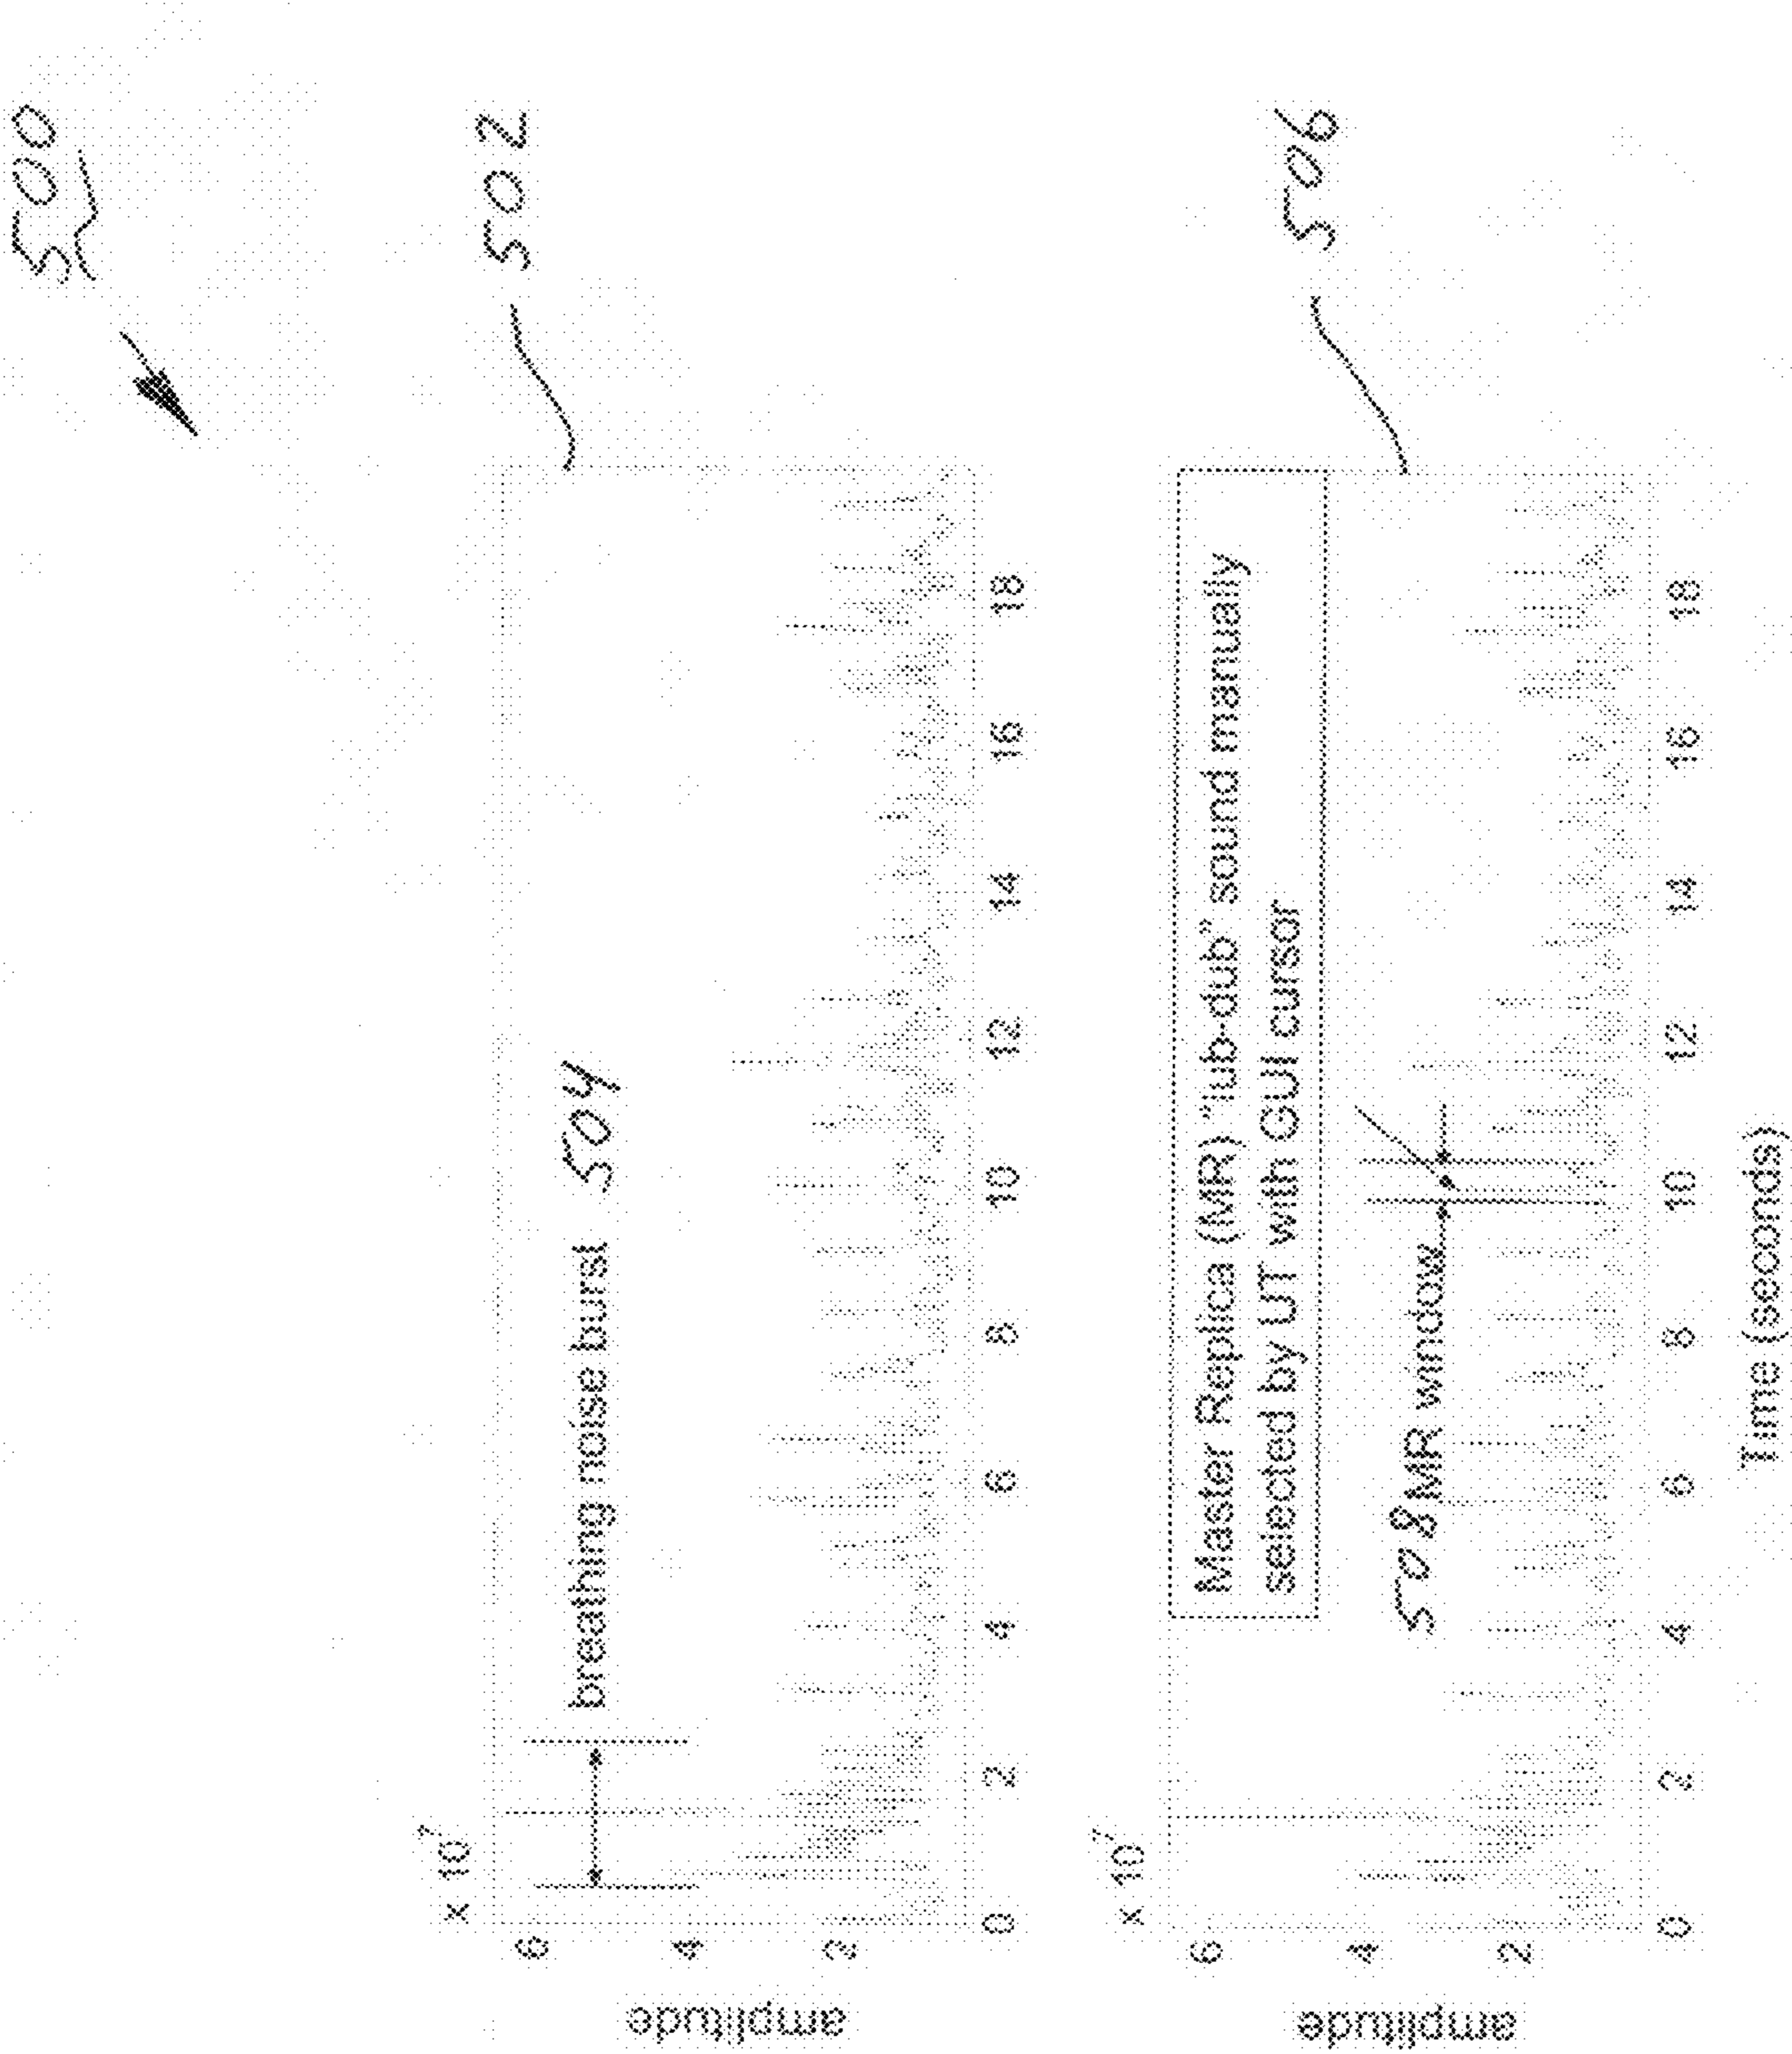 500
502
x 10⁷
6
4
2
amplitude
breathing noise burst 504
0 2 4 6 8 10 12 14 16 18
506
x 10⁷
6
4
2
amplitude
Master Replica (MR) "lub-dub" sound manually
selected by UT with GUI cursor
508 MR window
0 2 4 6 8 10 12 14 16 18
Time (seconds)